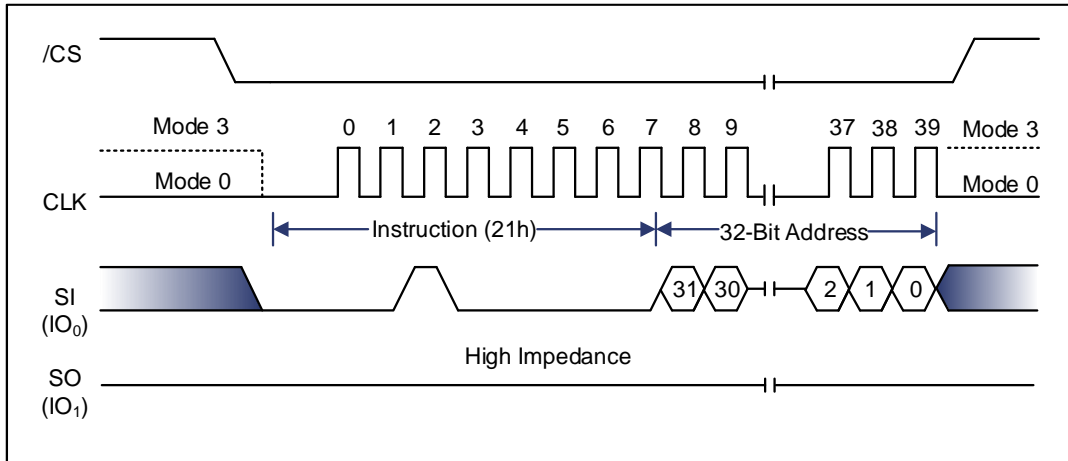 /CS
Mode 3
0 1 2 3 4 5 6 7 8 9 37 38 39
Mode 3
Mode 0
Mode 0
CLK
Instruction (21h)
32-Bit Address
SI
(IO₀)
31 30 2 1 0
High Impedance
SO
(IO₁)